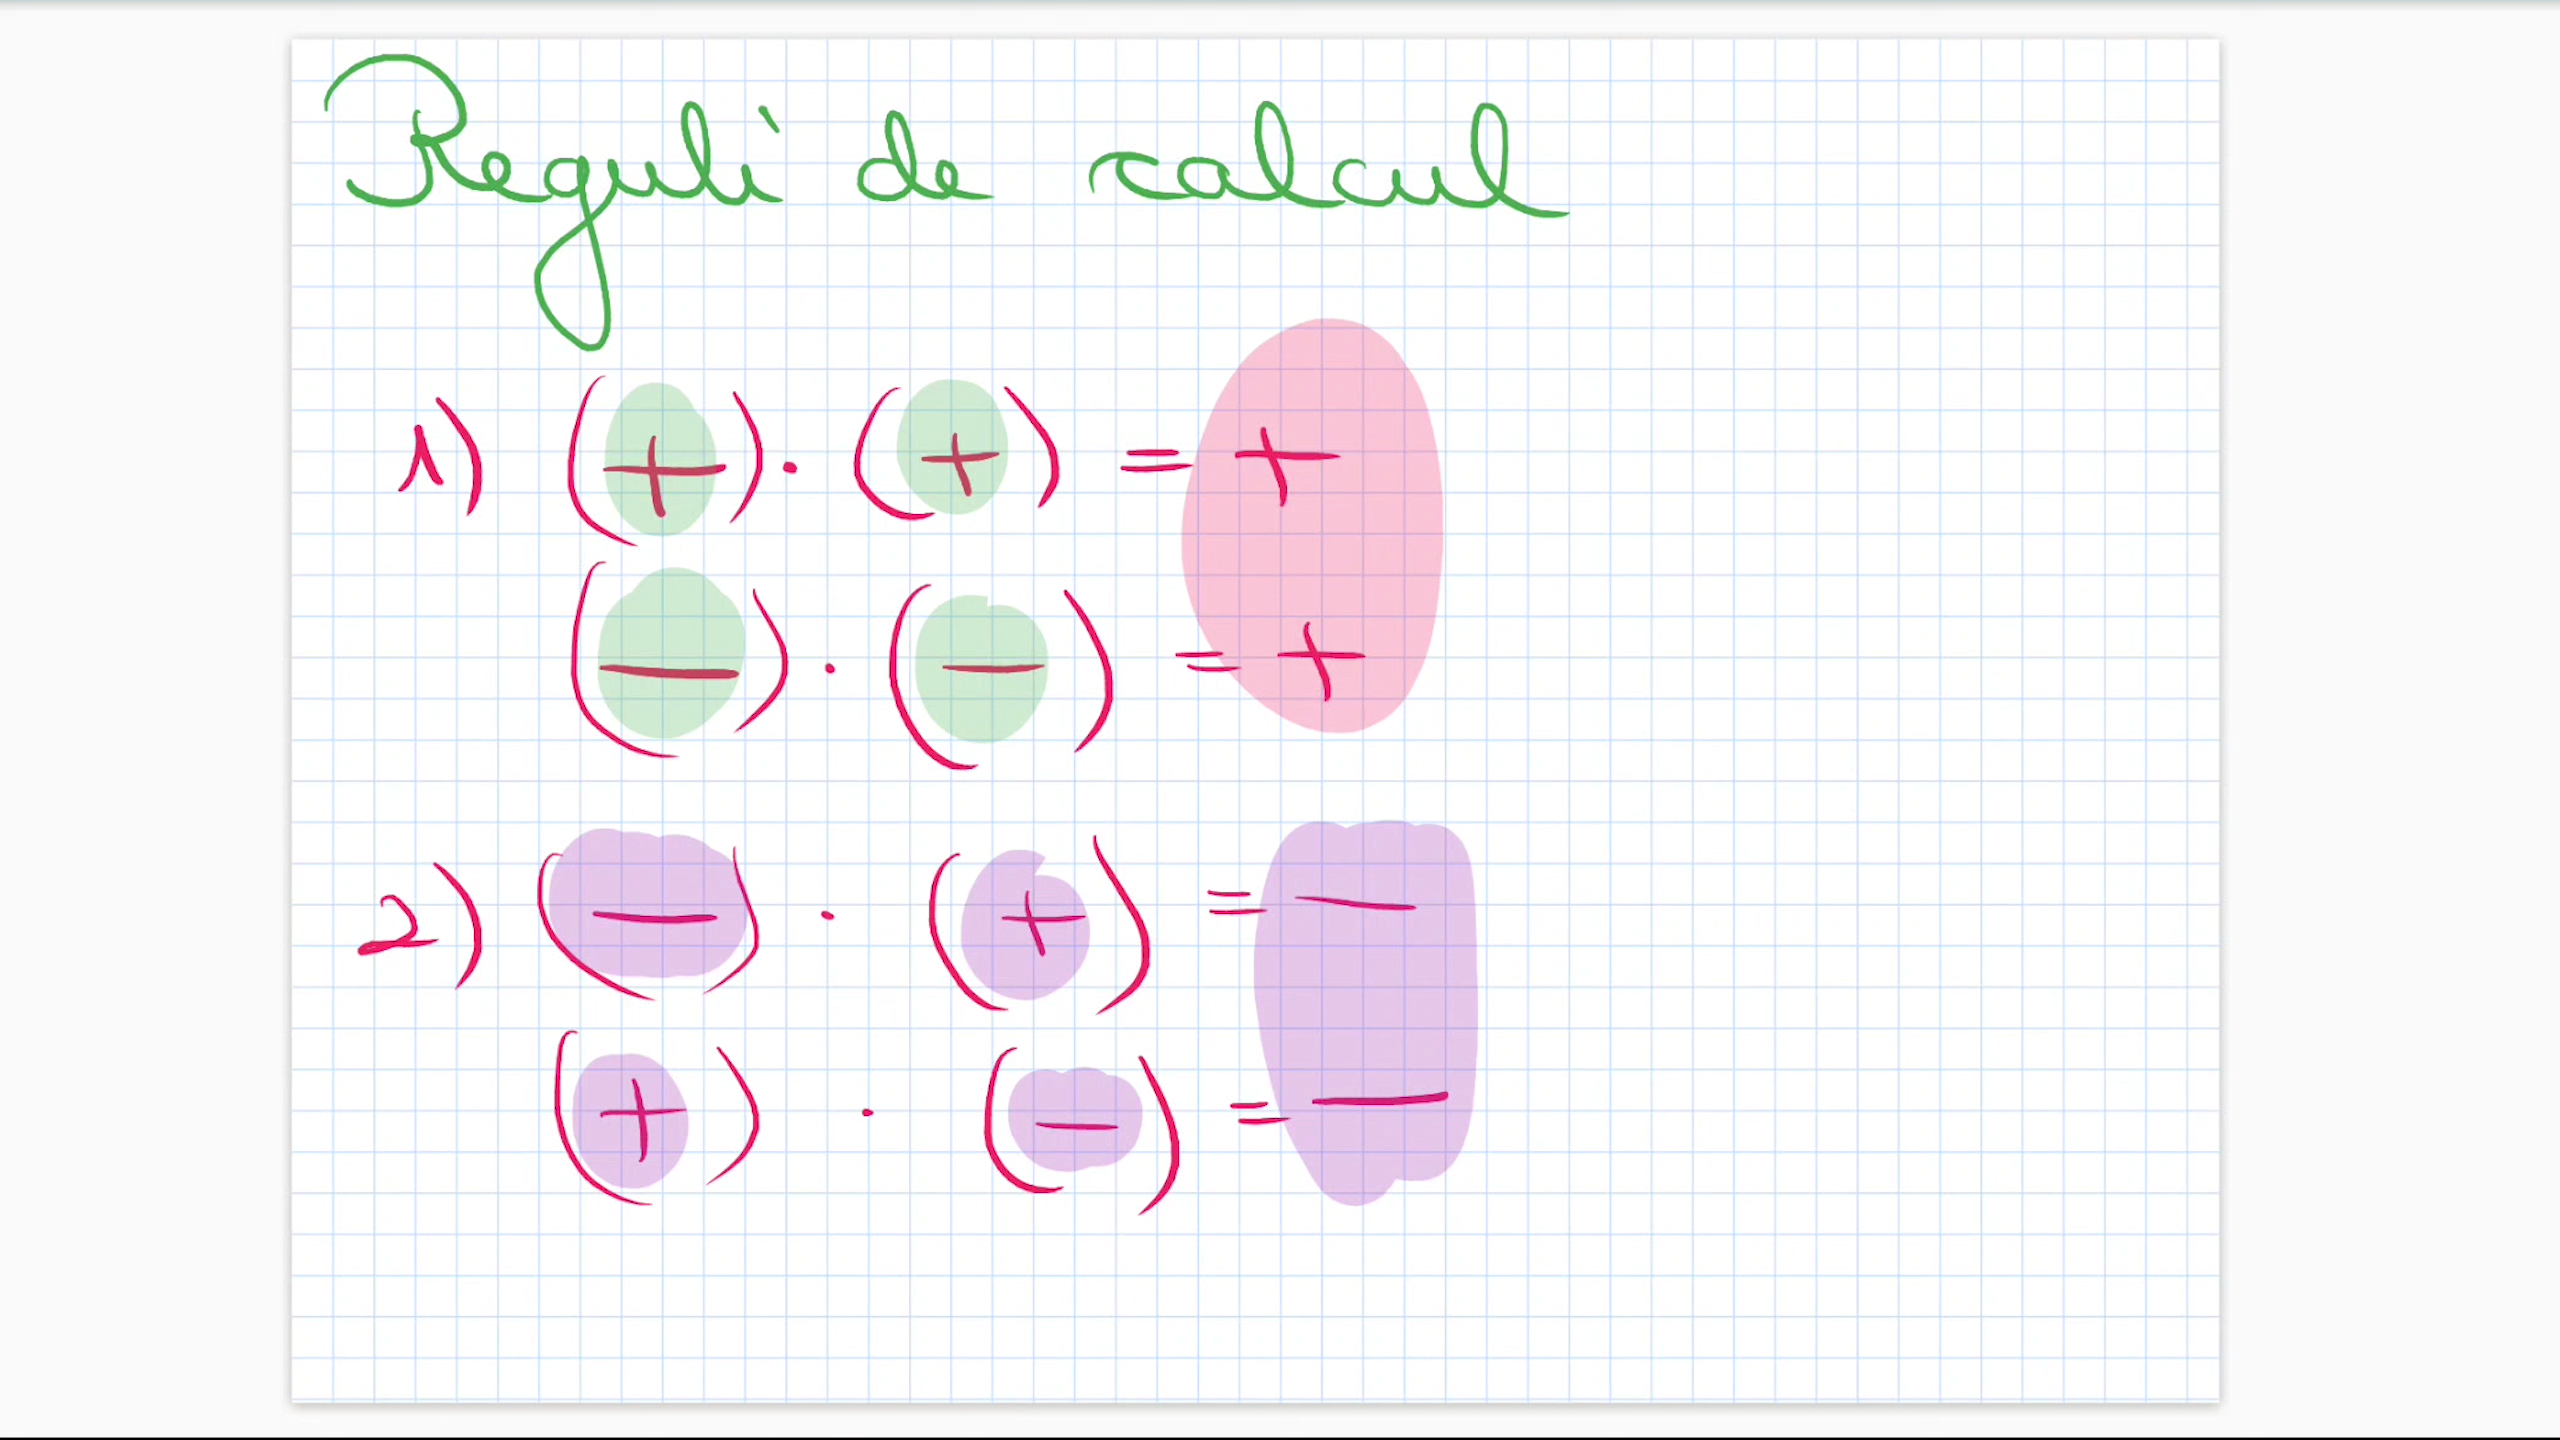 Reguli de calcul
1) (+) · (+) = +
(−) · (−) = +
2) (−) · (+) = −
(+) · (−) = −